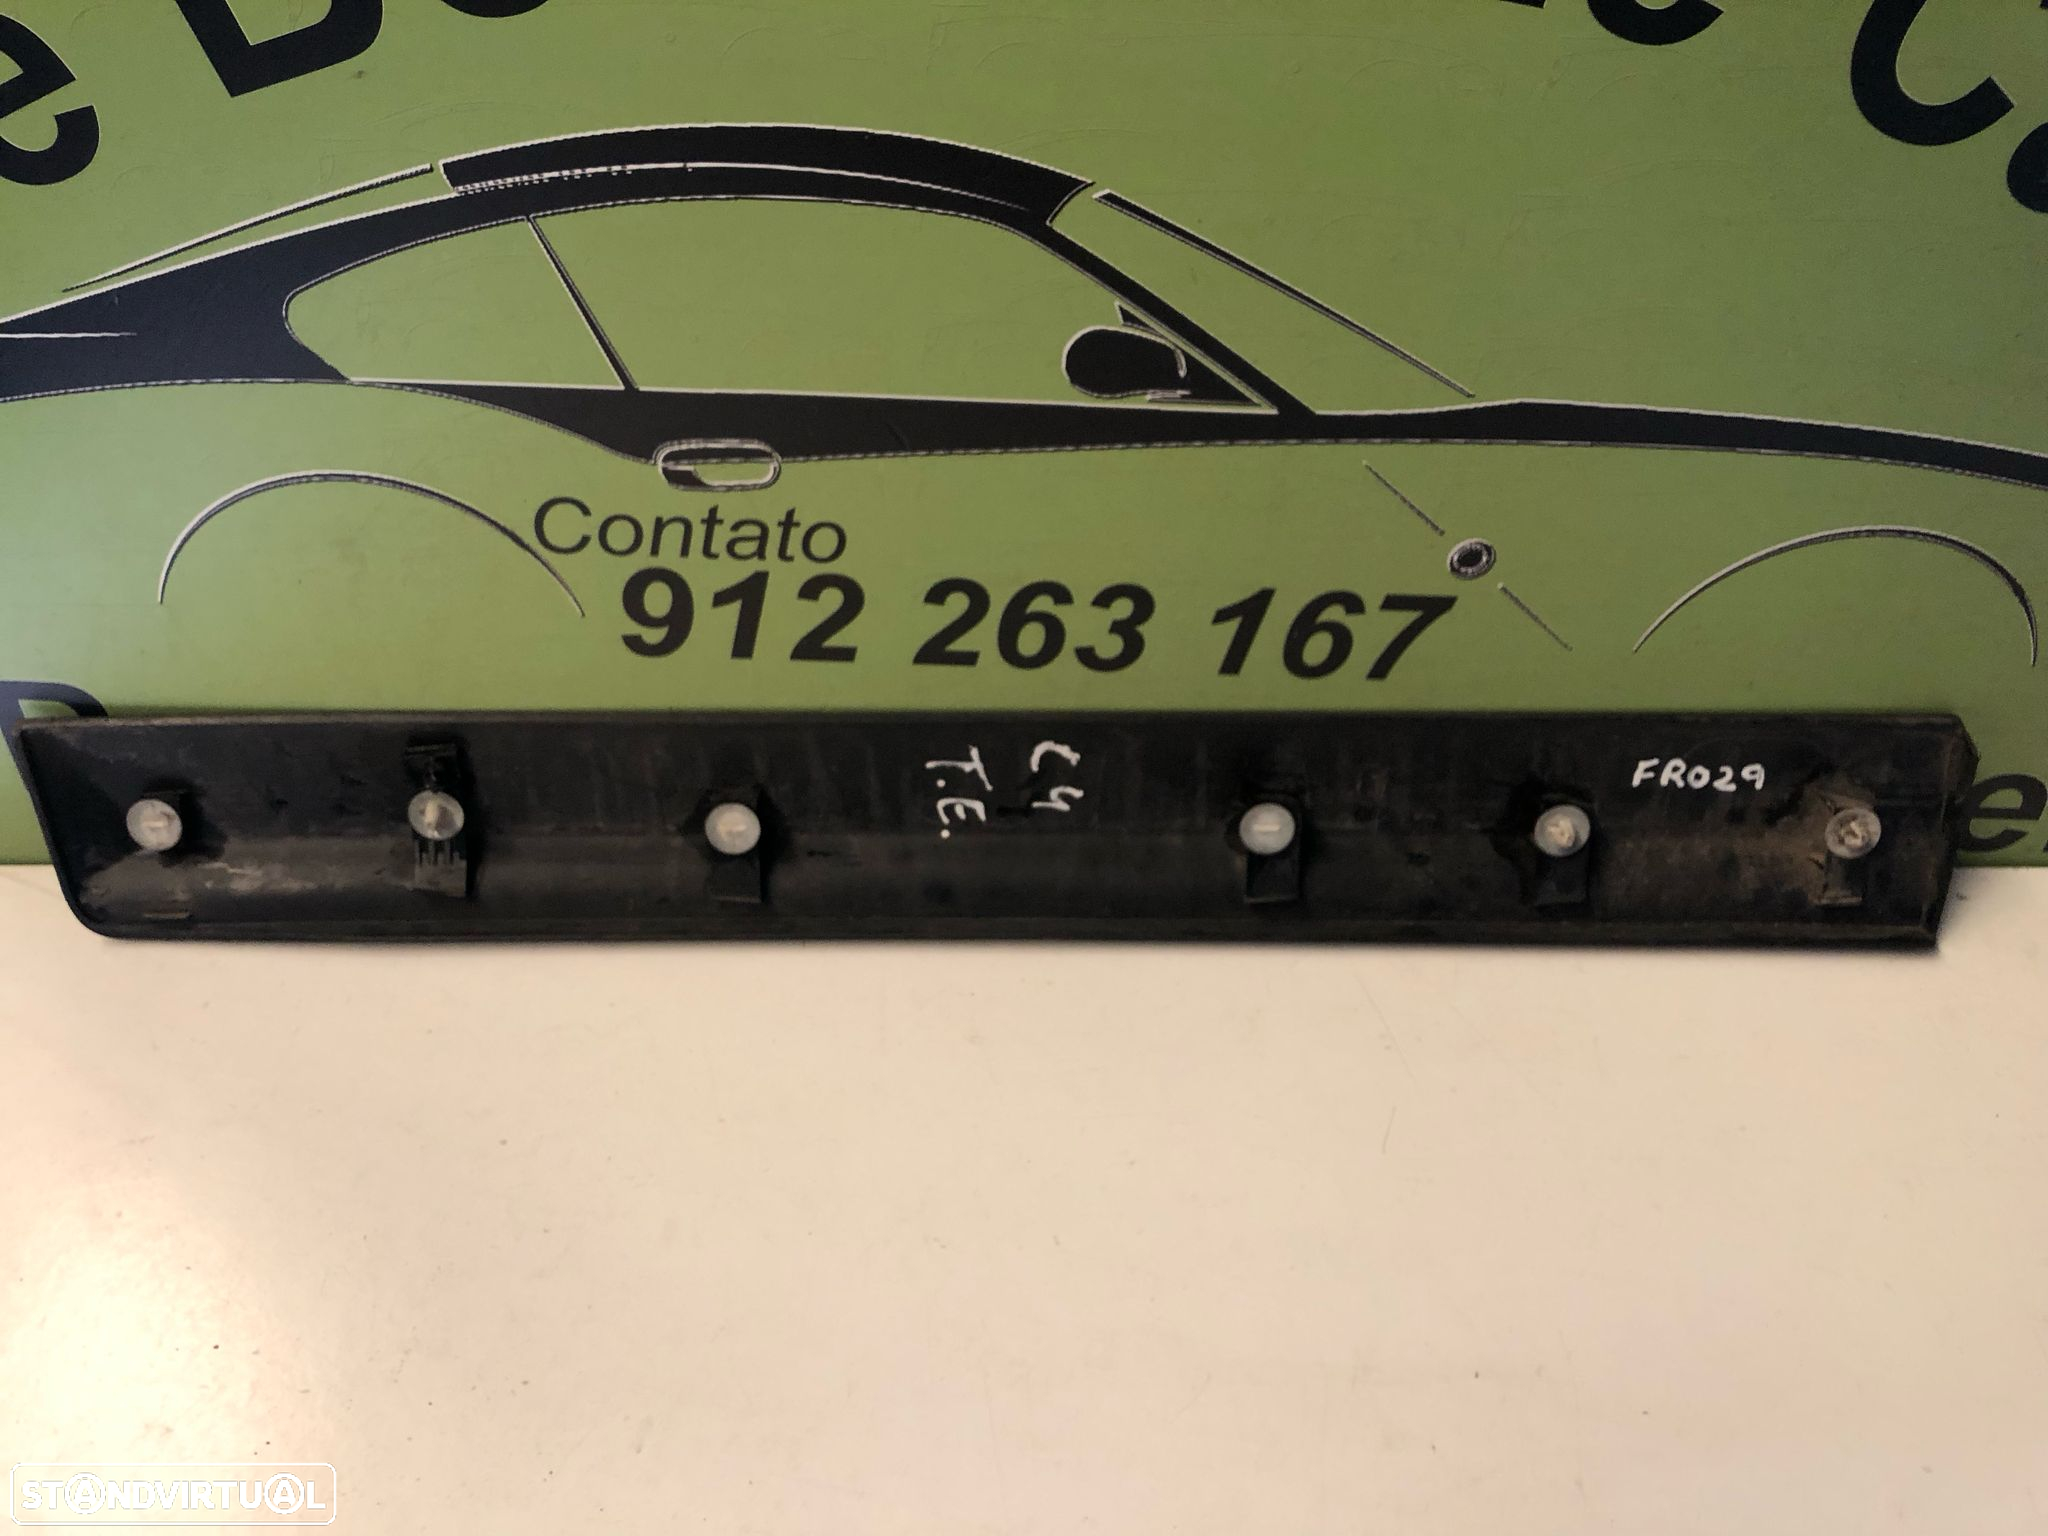 Contato
912 263 167
C4
T.E.
FR029
STANDVIRTUAL